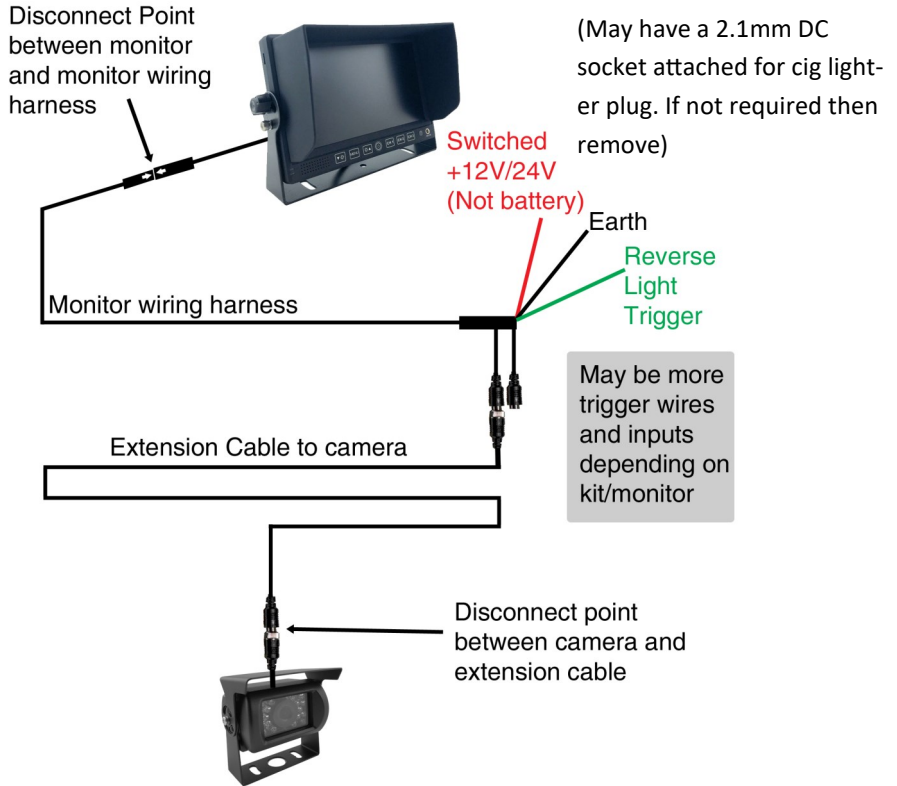 Disconnect Point
between monitor
and monitor wiring
harness
(May have a 2.1mm DC
socket attached for cig light-
er plug. If not required then
remove)
Switched
+12V/24V
(Not battery)
Earth
Reverse
Light
Trigger
Monitor wiring harness
May be more
trigger wires
and inputs
depending on
kit/monitor
Extension Cable to camera
Disconnect point
between camera and
extension cable